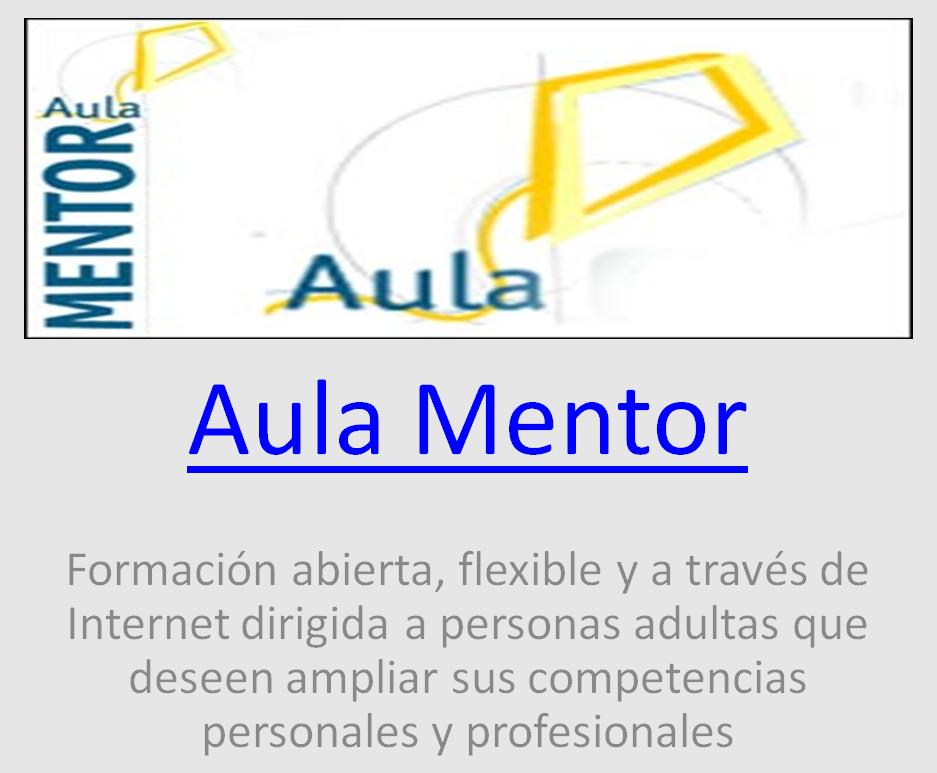 Aula
MENTOR
Aula
Aula Mentor
Formación abierta, flexible y a través de
Internet dirigida a personas adultas que
deseen ampliar sus competencias
personales y profesionales